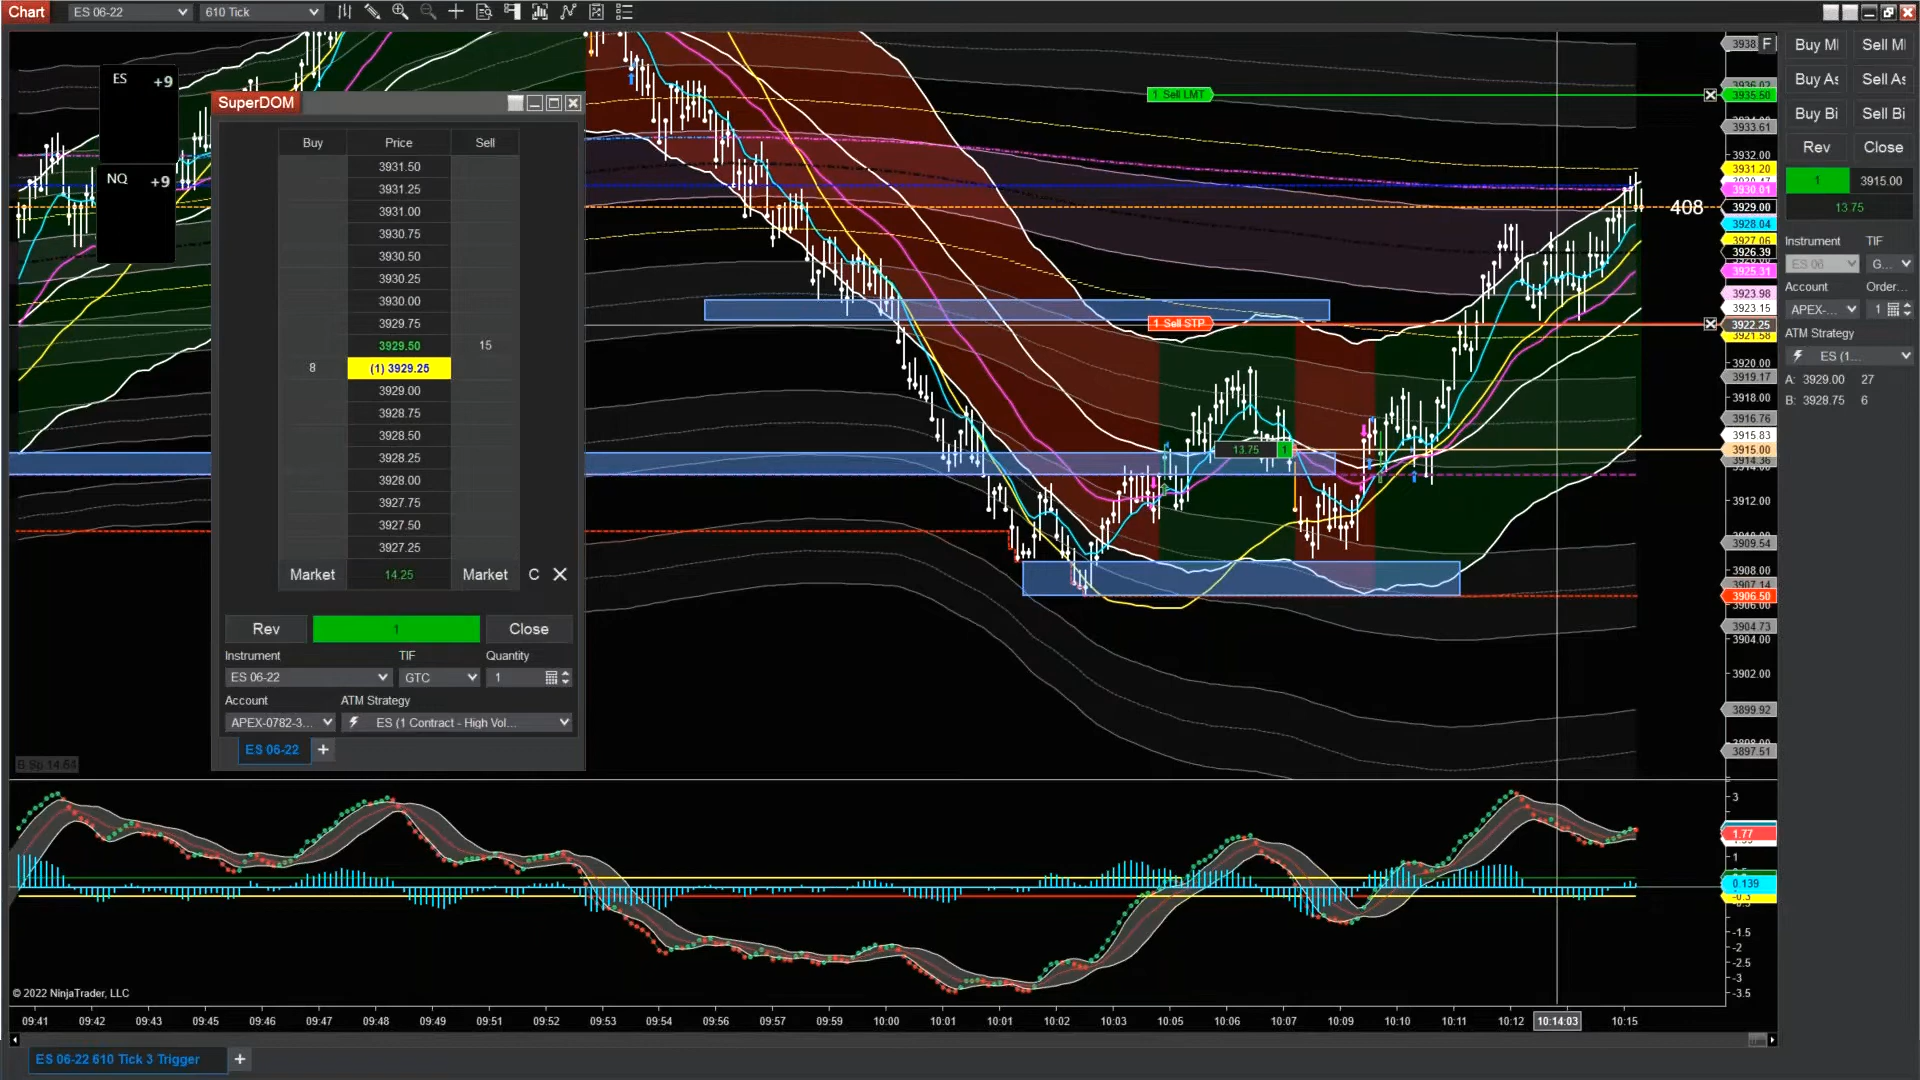 Chart
ES 06-22
610 Tick
ES +9
NQ +9
SuperDOM
Buy Price Sell
3931.50
3931.25
3931.00
3930.75
3930.50
3930.25
3930.00
3929.75
3929.50 15
8 (1) 3929.25
3929.00
3928.75
3928.50
3928.25
3928.00
3927.75
3927.50
3927.25
Market 14.25 Market C
Rev 1 Close
Instrument TIF Quantity
ES 06-22 GTC 1
Account ATM Strategy
APEX-0782-3... ES (1 Contract - High Vol...
ES 06-22 +
1 Sell LMT
1 Sell STP
13.75 1
408
3938
F
3935.50
3933.61
3932.00
3931.20
3930.01
3929.00
3928.04
3927.06
3926.39
3925.31
3923.98
3923.15
3922.25
3921.58
3920.00
3919.17
3918.00
3916.76
3915.83
3915.00
3914.36
3912.00
3909.54
3908.00
3907.14
3906.50
3906.00
3904.73
3904.00
3902.00
3899.92
3897.51
Buy As Sell As
Buy Bi Sell Bi
Rev Close
1 3915.00
13.75
Instrument TIF
ES 06 G...
Account Order...
APEX-... 1
ATM Strategy
ES (1...
A: 3929.00 27
B: 3928.75 6
3
1.77
1
0.139
-1.5
-2
-2.5
-3
-3.5
© 2022 NinjaTrader, LLC
09:41 09:42 09:43 09:45 09:46 09:47 09:48 09:49 09:51 09:52 09:53 09:54 09:56 09:57 09:59 10:00 10:01 10:01 10:02 10:03 10:05 10:06 10:07 10:09 10:10 10:11 10:12 10:14:03 10:15
ES 06-22 610 Tick 3 Trigger +